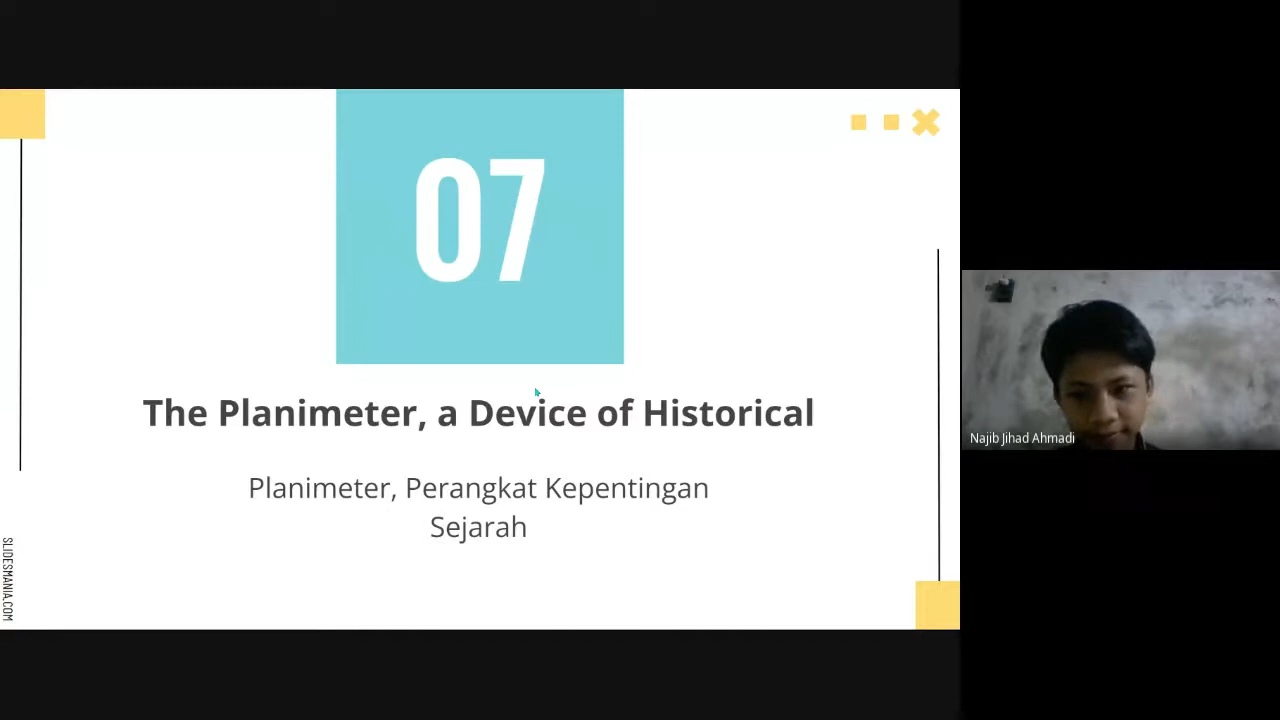 07
The Planimeter, a Device of Historical
Planimeter, Perangkat Kepentingan
Sejarah
SLIDESMANIA.COM
Najib Jihad Ahmadi